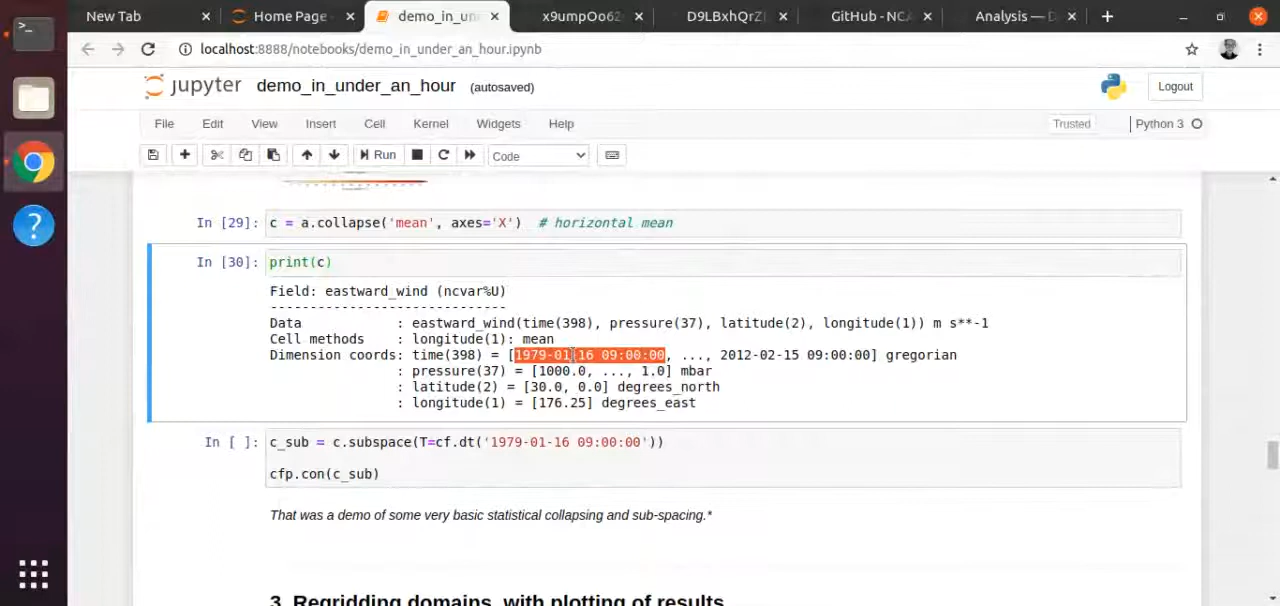 New Tab
Home Page
demo_in_un
x9umpOo62
D9LBxhQrZ
GitHub - NCA
Analysis — D
localhost:8888/notebooks/demo_in_under_an_hour.ipynb
jupyter demo_in_under_an_hour (autosaved)
Logout
File Edit View Insert Cell Kernel Widgets Help
Trusted
Python 3
Run
Code
In [29]: c = a.collapse('mean', axes='X')  # horizontal mean
In [30]: print(c)
Field: eastward_wind (ncvar%U)
------------------------------
Data            : eastward_wind(time(398), pressure(37), latitude(2), longitude(1)) m s**-1
Cell methods    : longitude(1): mean
Dimension coords: time(398) = [1979-01-16 09:00:00, ..., 2012-02-15 09:00:00] gregorian
: pressure(37) = [1000.0, ..., 1.0] mbar
: latitude(2) = [30.0, 0.0] degrees_north
: longitude(1) = [176.25] degrees_east
In [ ]: c_sub = c.subspace(T=cf.dt('1979-01-16 09:00:00'))
cfp.con(c_sub)
That was a demo of some very basic statistical collapsing and sub-spacing.*
3. Regridding domains, with plotting of results